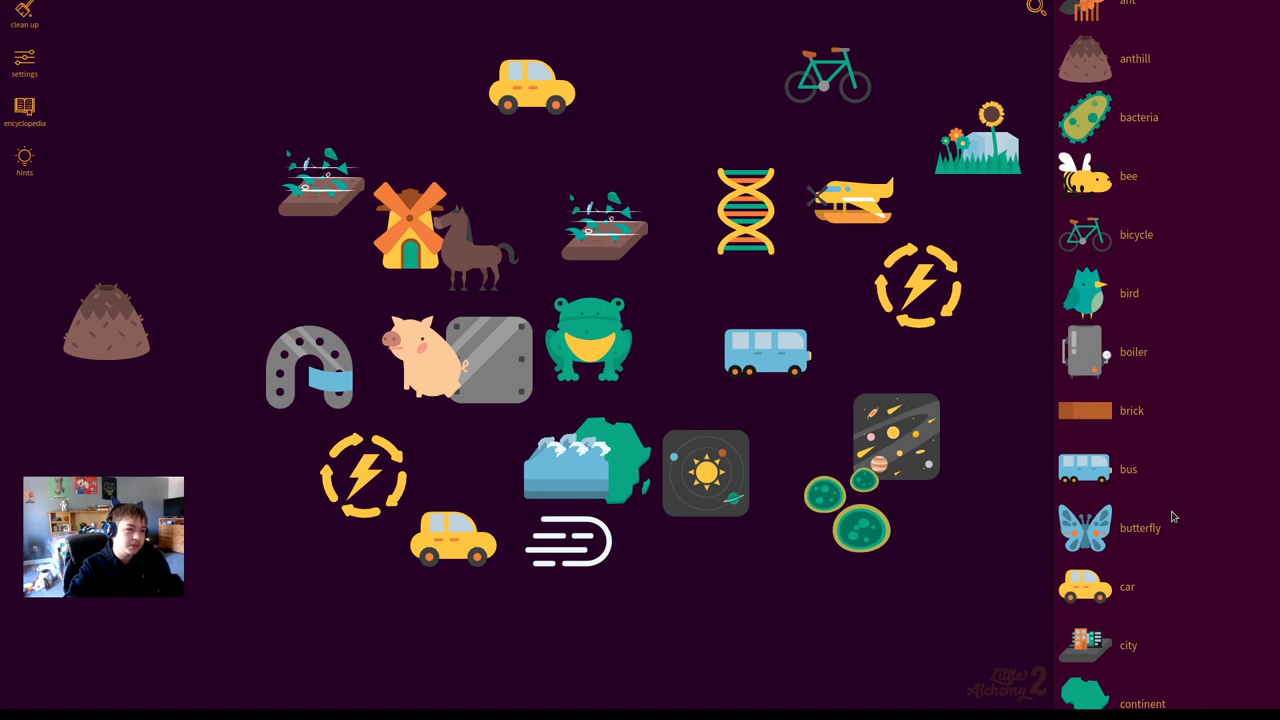 clean up
settings
encyclopedia
hints
ant
anthill
bacteria
bee
bicycle
bird
boiler
brick
bus
butterfly
car
city
continent
Little
Alchemy 2